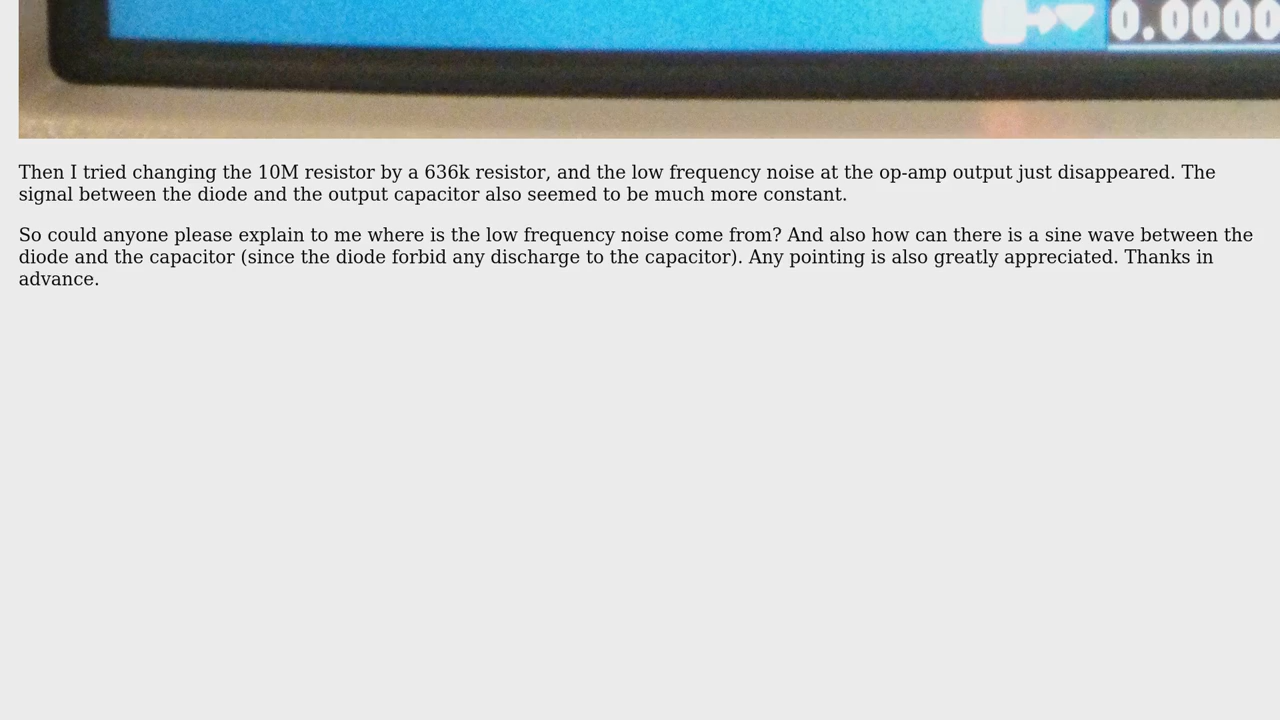 0.0000
Then I tried changing the 10M resistor by a 636k resistor, and the low frequency noise at the op-amp output just disappeared. The
signal between the diode and the output capacitor also seemed to be much more constant.
So could anyone please explain to me where is the low frequency noise come from? And also how can there is a sine wave between the
diode and the capacitor (since the diode forbid any discharge to the capacitor). Any pointing is also greatly appreciated. Thanks in
advance.